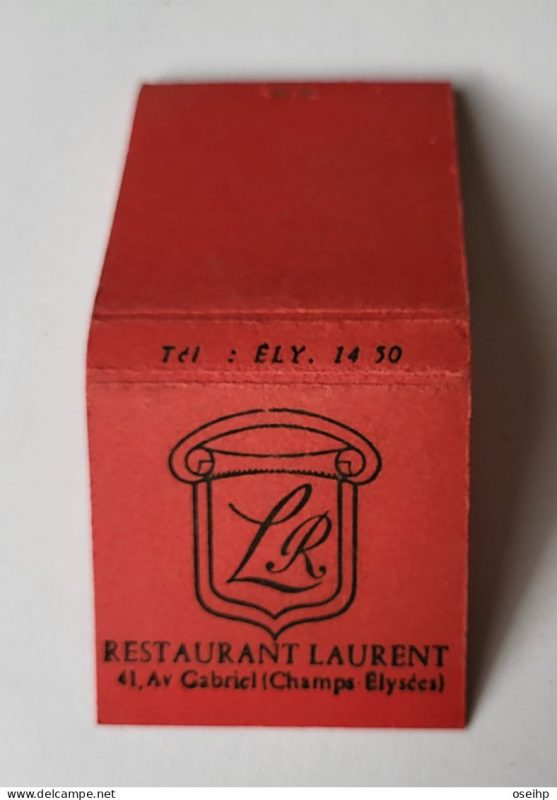 Tél : ÉLY. 14 50
LR
RESTAURANT LAURENT
41, Av Gabriel (Champs-Élysées)
www.delcampe.net
oseihp